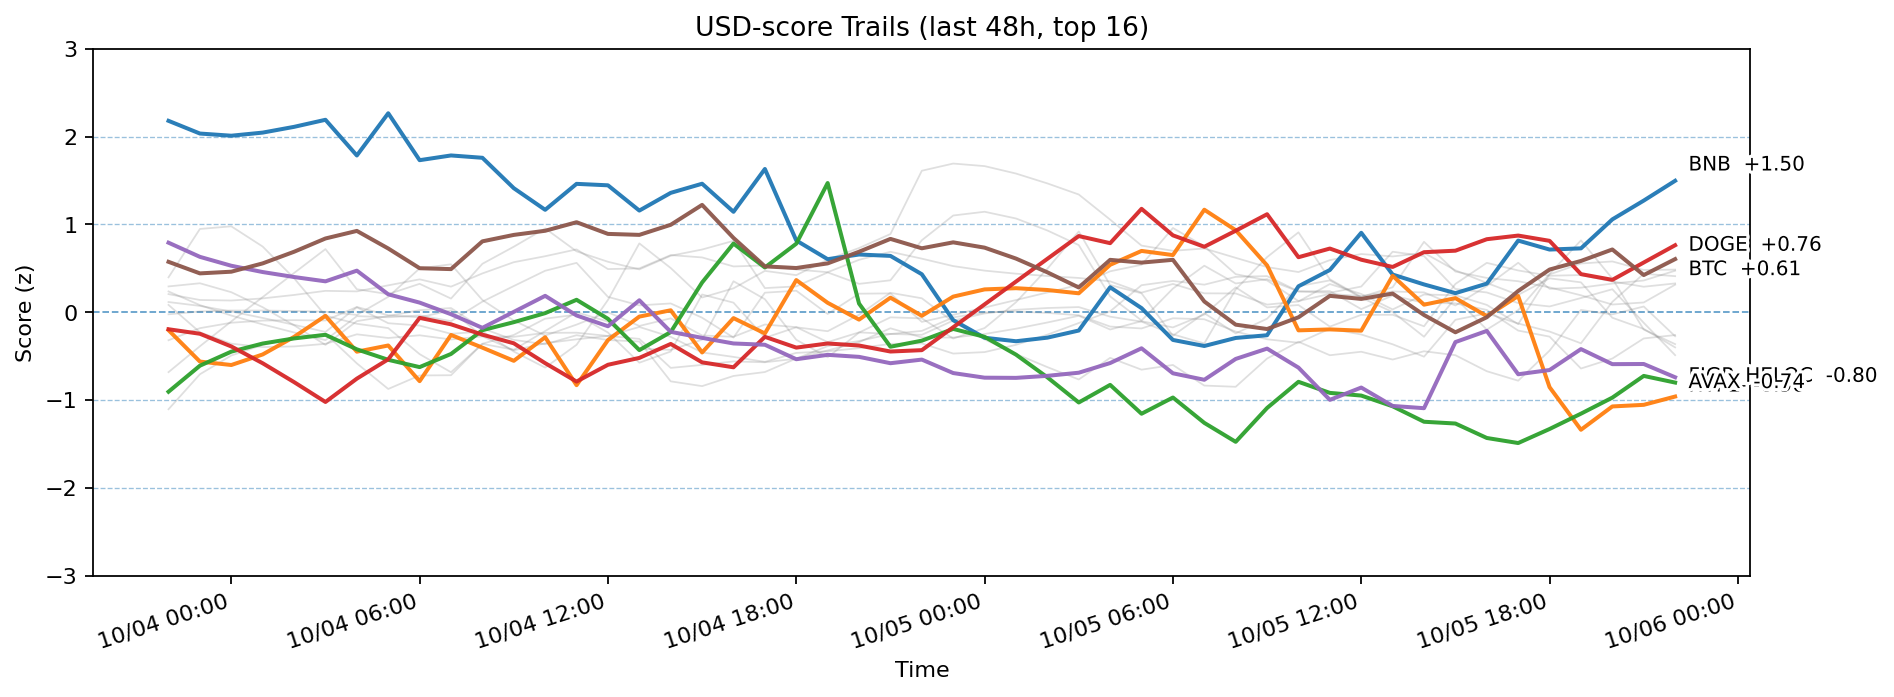 USD-score Trails (last 48h, top 16)
Score (z)
3
2
1
0
−1
−2
−3
BNB +1.50
DOGE +0.76
BTC +0.61
-0.80
AVAX -0.74
10/04 00:00
10/04 06:00
10/04 12:00
10/04 18:00
10/05 00:00
10/05 06:00
10/05 12:00
10/05 18:00
10/06 00:00
Time